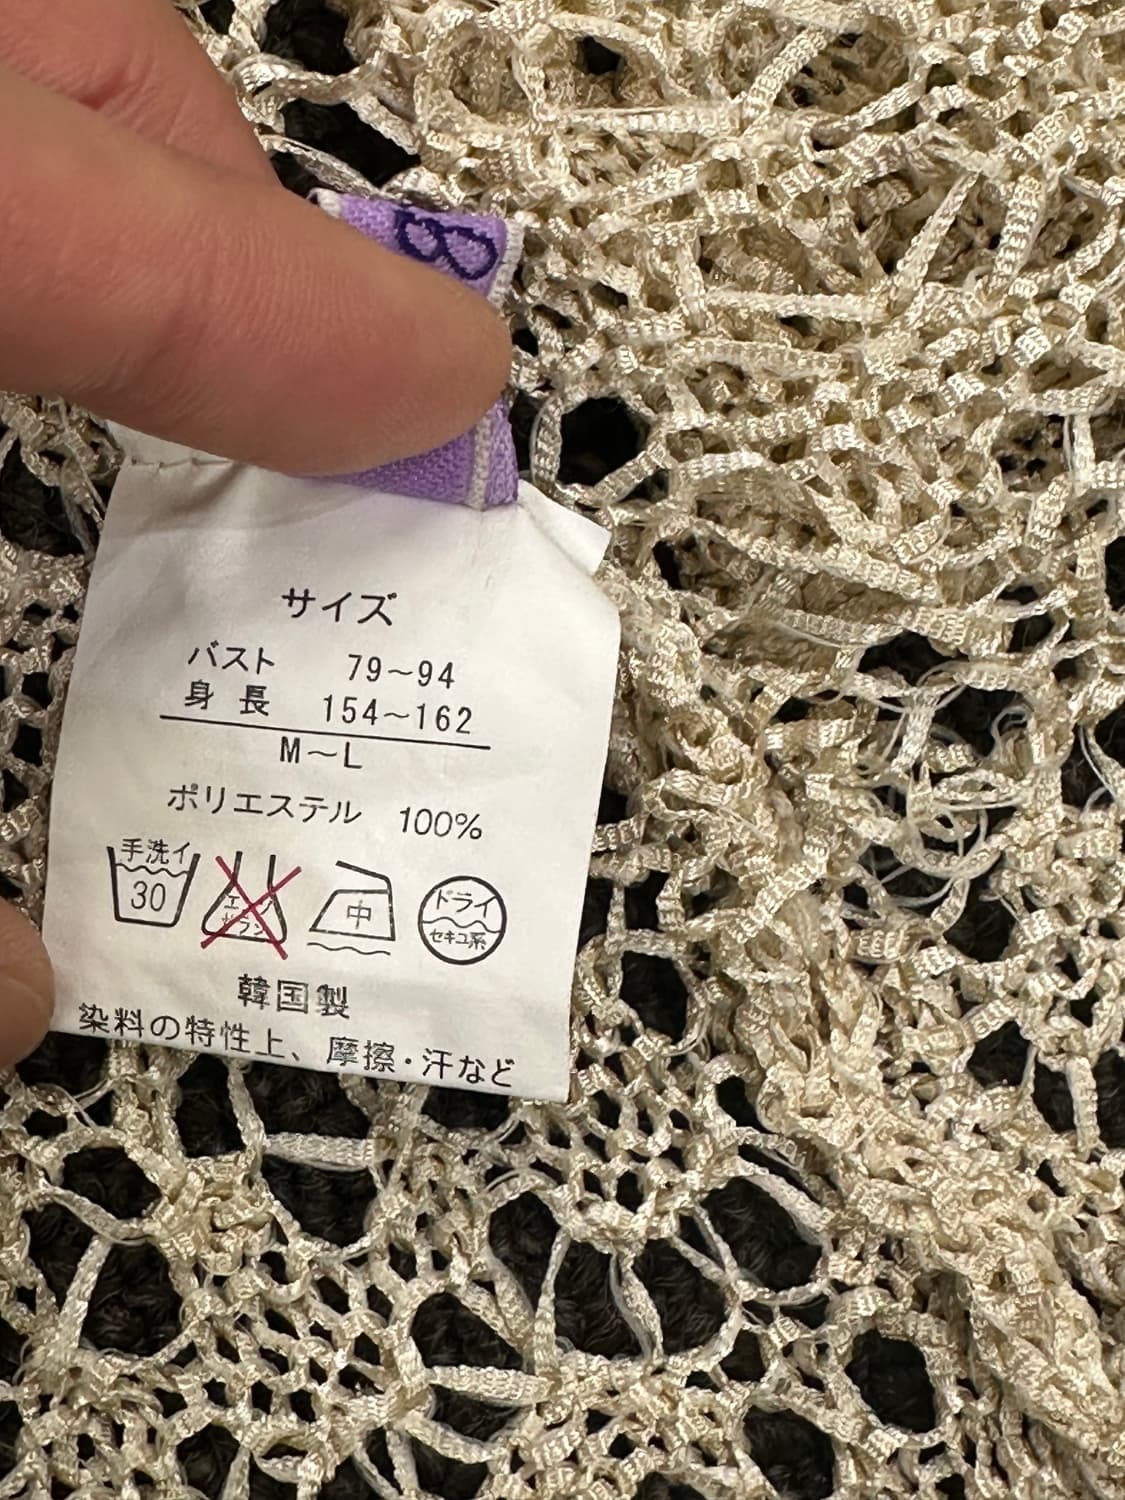 サイズ
バスト 79～94
身長 154～162
M～L
ポリエステル 100%
手洗イ
30
中
ドライ
セキユ系
韓国製
染料の特性上、摩擦・汗など